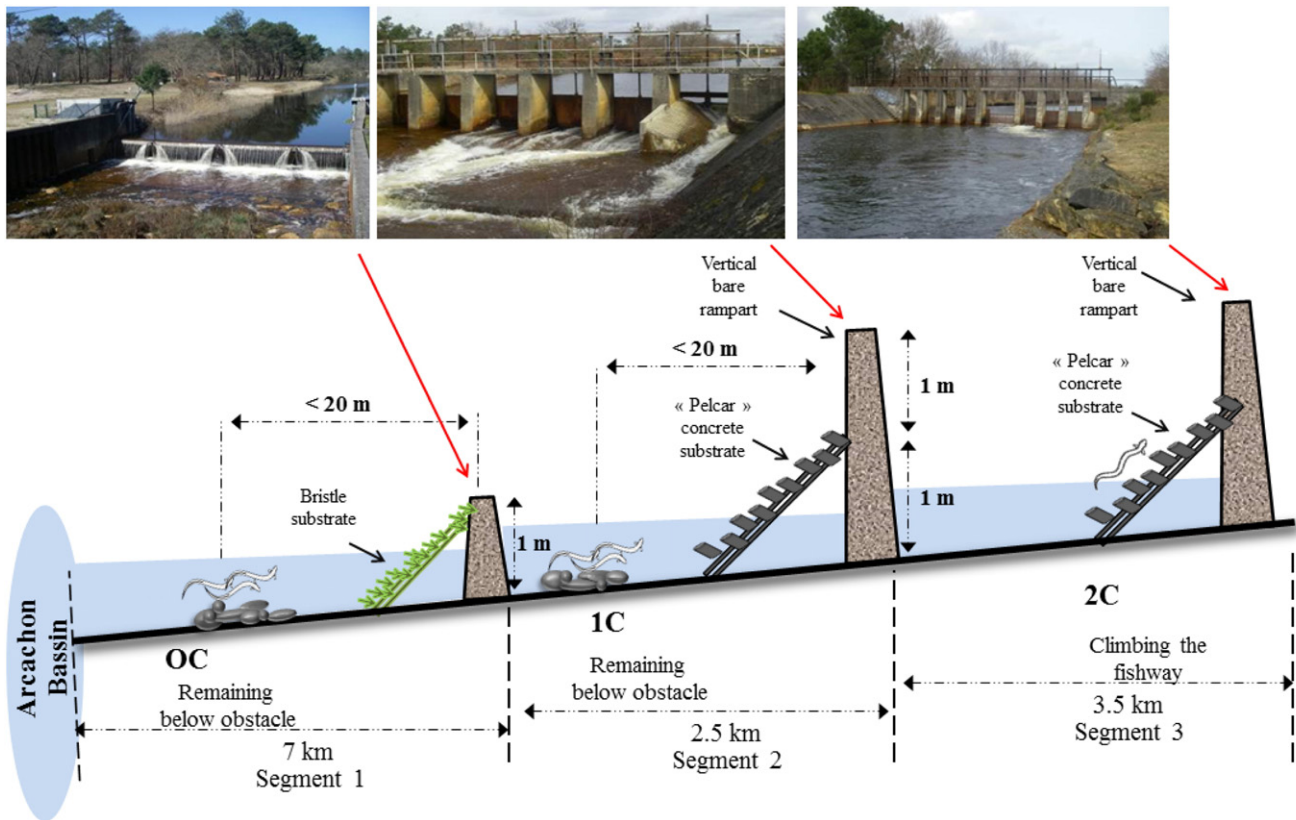 Vertical
bare
rampart
Vertical
bare
rampart
< 20 m
« Pelcar »
concrete
substrate
1 m
< 20 m
« Pelcar »
concrete
substrate
Bristle
substrate
1 m
1 m
Arcachon
Bassin
OC
1C
2C
Remaining
below obstacle
Remaining
below obstacle
Climbing the
fishway
7 km
Segment 1
2.5 km
Segment 2
3.5 km
Segment 3